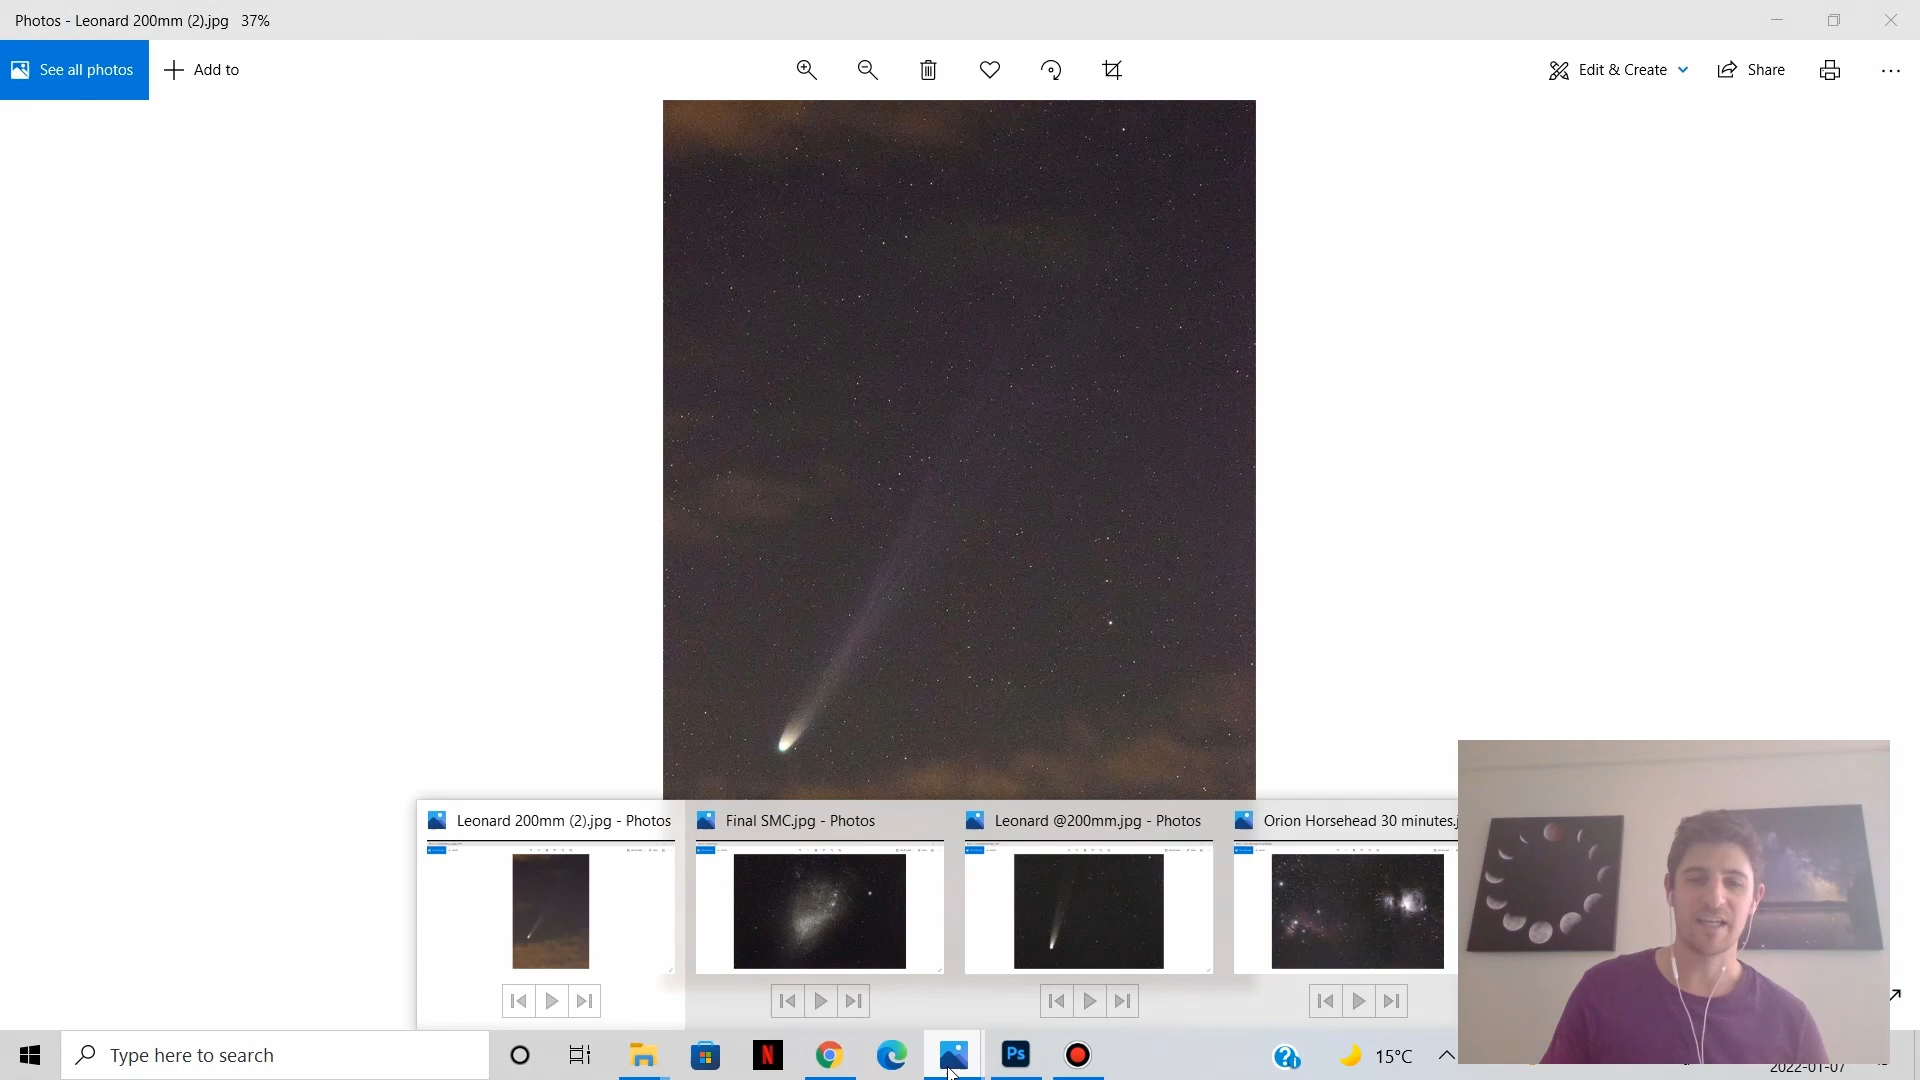 Photos - Leonard 200mm (2).jpg 37%
See all photos
Add to
Edit & Create
Share
Leonard 200mm (2).jpg - Photos
Final SMC.jpg - Photos
Leonard @200mm.jpg - Photos
Orion Horsehead 30 minutes.j
Type here to search
N
Ps
15°C
2022-01-07